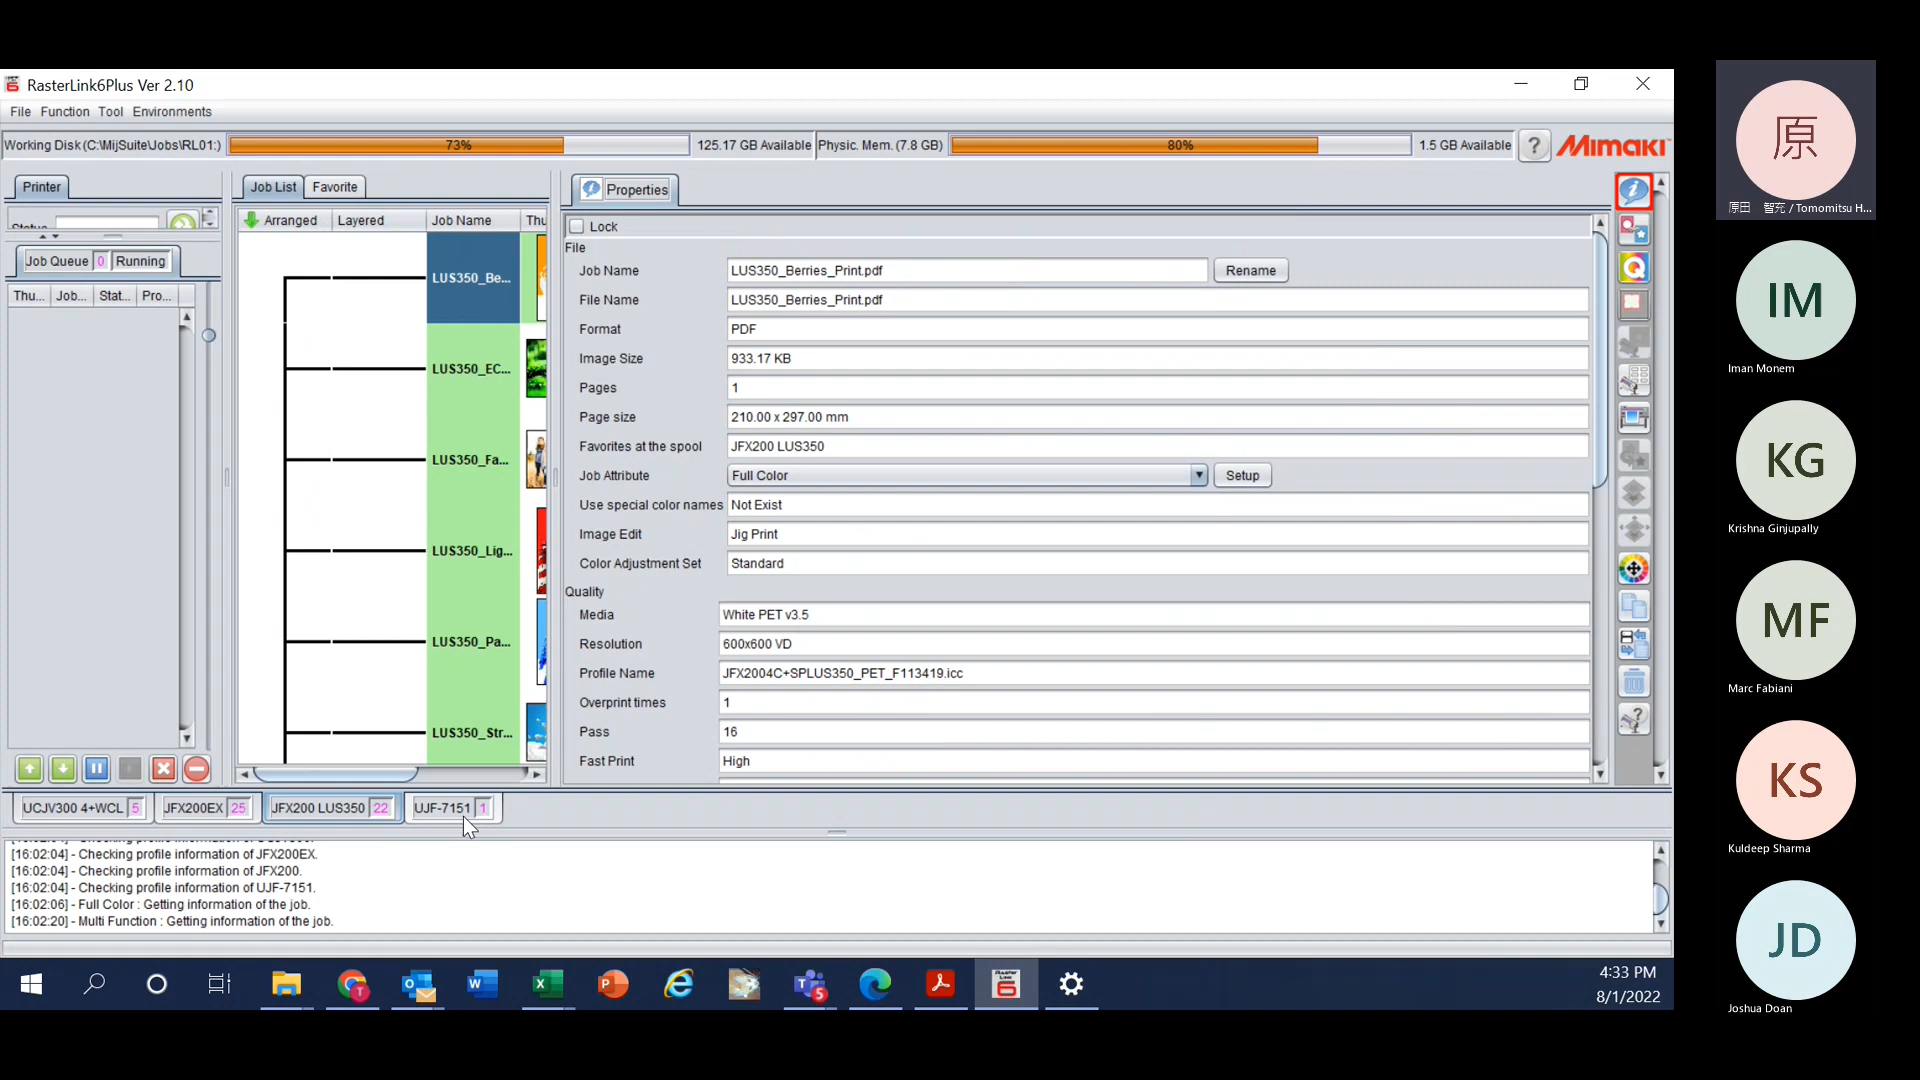 RasterLink6Plus Ver 2.10
File Function Tool Environments
Working Disk (C:\MijSuite\Jobs\RL01:) 73% 125.17 GB Available Physic. Mem. (7.8 GB) 80% 1.5 GB Available ? Mimaki
Printer
Job Queue 0 Running
Thu... Job... Stat... Pro...
Job List Favorite
Arranged Layered Job Name Thu
LUS350_Be...
LUS350_EC...
LUS350_Fa...
LUS350_Lig...
LUS350_Pa...
LUS350_Str...
Properties
Lock
File
Job Name LUS350_Berries_Print.pdf Rename
File Name LUS350_Berries_Print.pdf
Format PDF
Image Size 933.17 KB
Pages 1
Page size 210.00 x 297.00 mm
Favorites at the spool JFX200 LUS350
Job Attribute Full Color Setup
Use special color names Not Exist
Image Edit Jig Print
Color Adjustment Set Standard
Quality
Media White PET v3.5
Resolution 600x600 VD
Profile Name JFX2004C+SPLUS350_PET_F113419.icc
Overprint times 1
Pass 16
Fast Print High
UCJV300 4+WCL 5 JFX200EX 25 JFX200 LUS350 22 UJF-7151 1
[16:02:04] - Checking profile information of JFX200EX.
[16:02:04] - Checking profile information of JFX200.
[16:02:04] - Checking profile information of UJF-7151.
[16:02:06] - Full Color : Getting information of the job.
[16:02:20] - Multi Function : Getting information of the job.
4:33 PM
8/1/2022
原
原田 智充 / Tomomitsu H...
IM
Iman Monem
KG
Krishna Ginjupally
MF
Marc Fabiani
KS
Kuldeep Sharma
JD
Joshua Doan